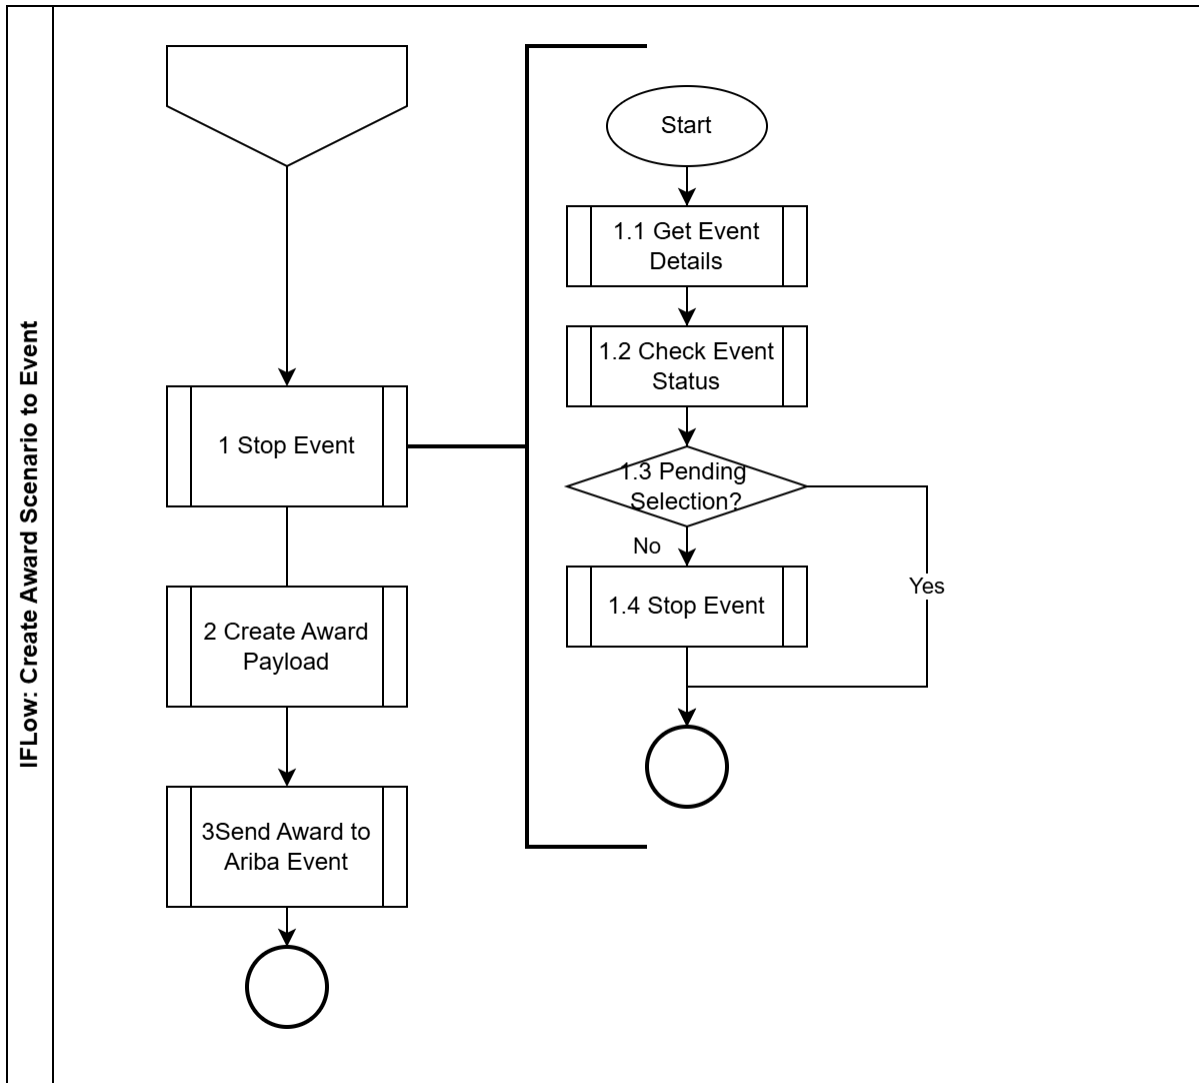 IFLow: Create Award Scenario to Event
1 Stop Event
2 Create Award
Payload
3Send Award to
Ariba Event
Start
1.1 Get Event
Details
1.2 Check Event
Status
1.3 Pending
Selection?
No
Yes
1.4 Stop Event